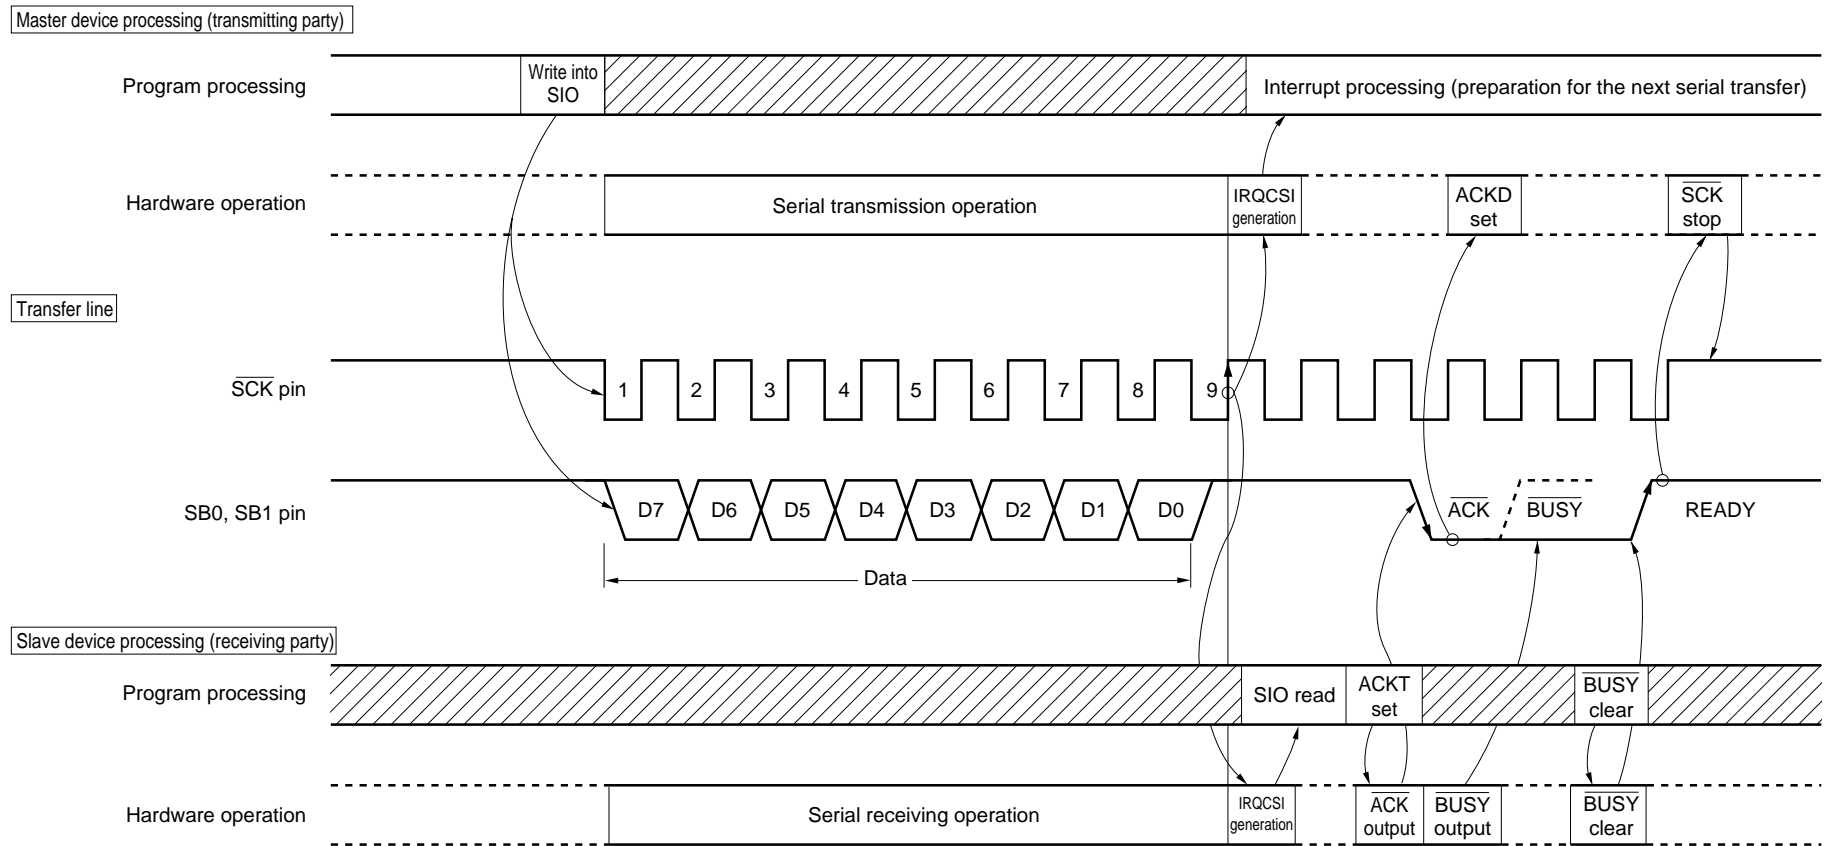 Master device processing (transmitting party)
Program processing
Write into
SIO
Interrupt processing (preparation for the next serial transfer)
Hardware operation
Serial transmission operation
IRQCSI
generation
ACKD
set
SCK
stop
Transfer line
SCK pin
1 2 3 4 5 6 7 8 9
SB0, SB1 pin
D7 D6 D5 D4 D3 D2 D1 D0
ACK
BUSY
READY
Data
Slave device processing (receiving party)
Program processing
SIO read
ACKT
set
BUSY
clear
Hardware operation
Serial receiving operation
IRQCSI
generation
ACK
output
BUSY
output
BUSY
clear